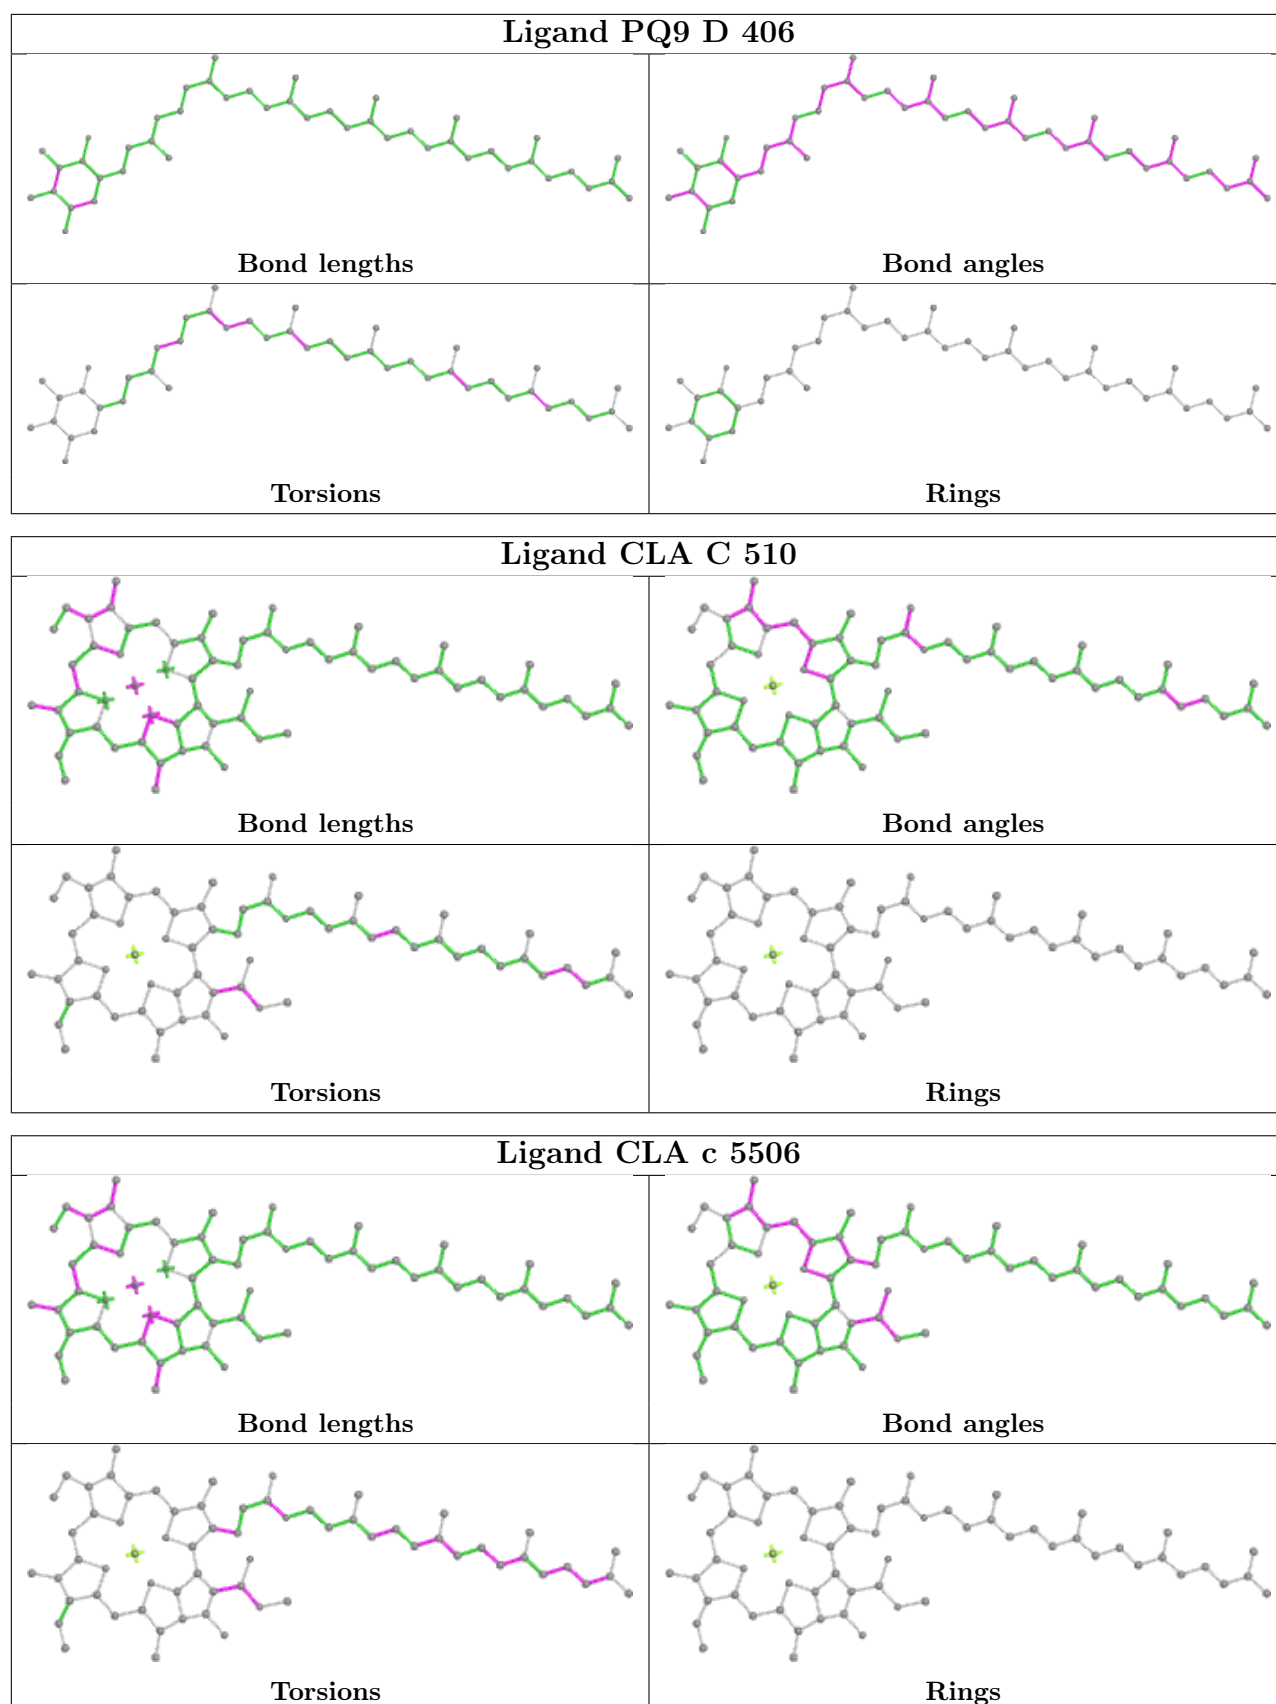 Ligand PQ9 D 406
Bond lengths
Bond angles
Torsions
Rings
Ligand CLA C 510
Bond lengths
Bond angles
Torsions
Rings
Ligand CLA c 5506
Bond lengths
Bond angles
Torsions
Rings